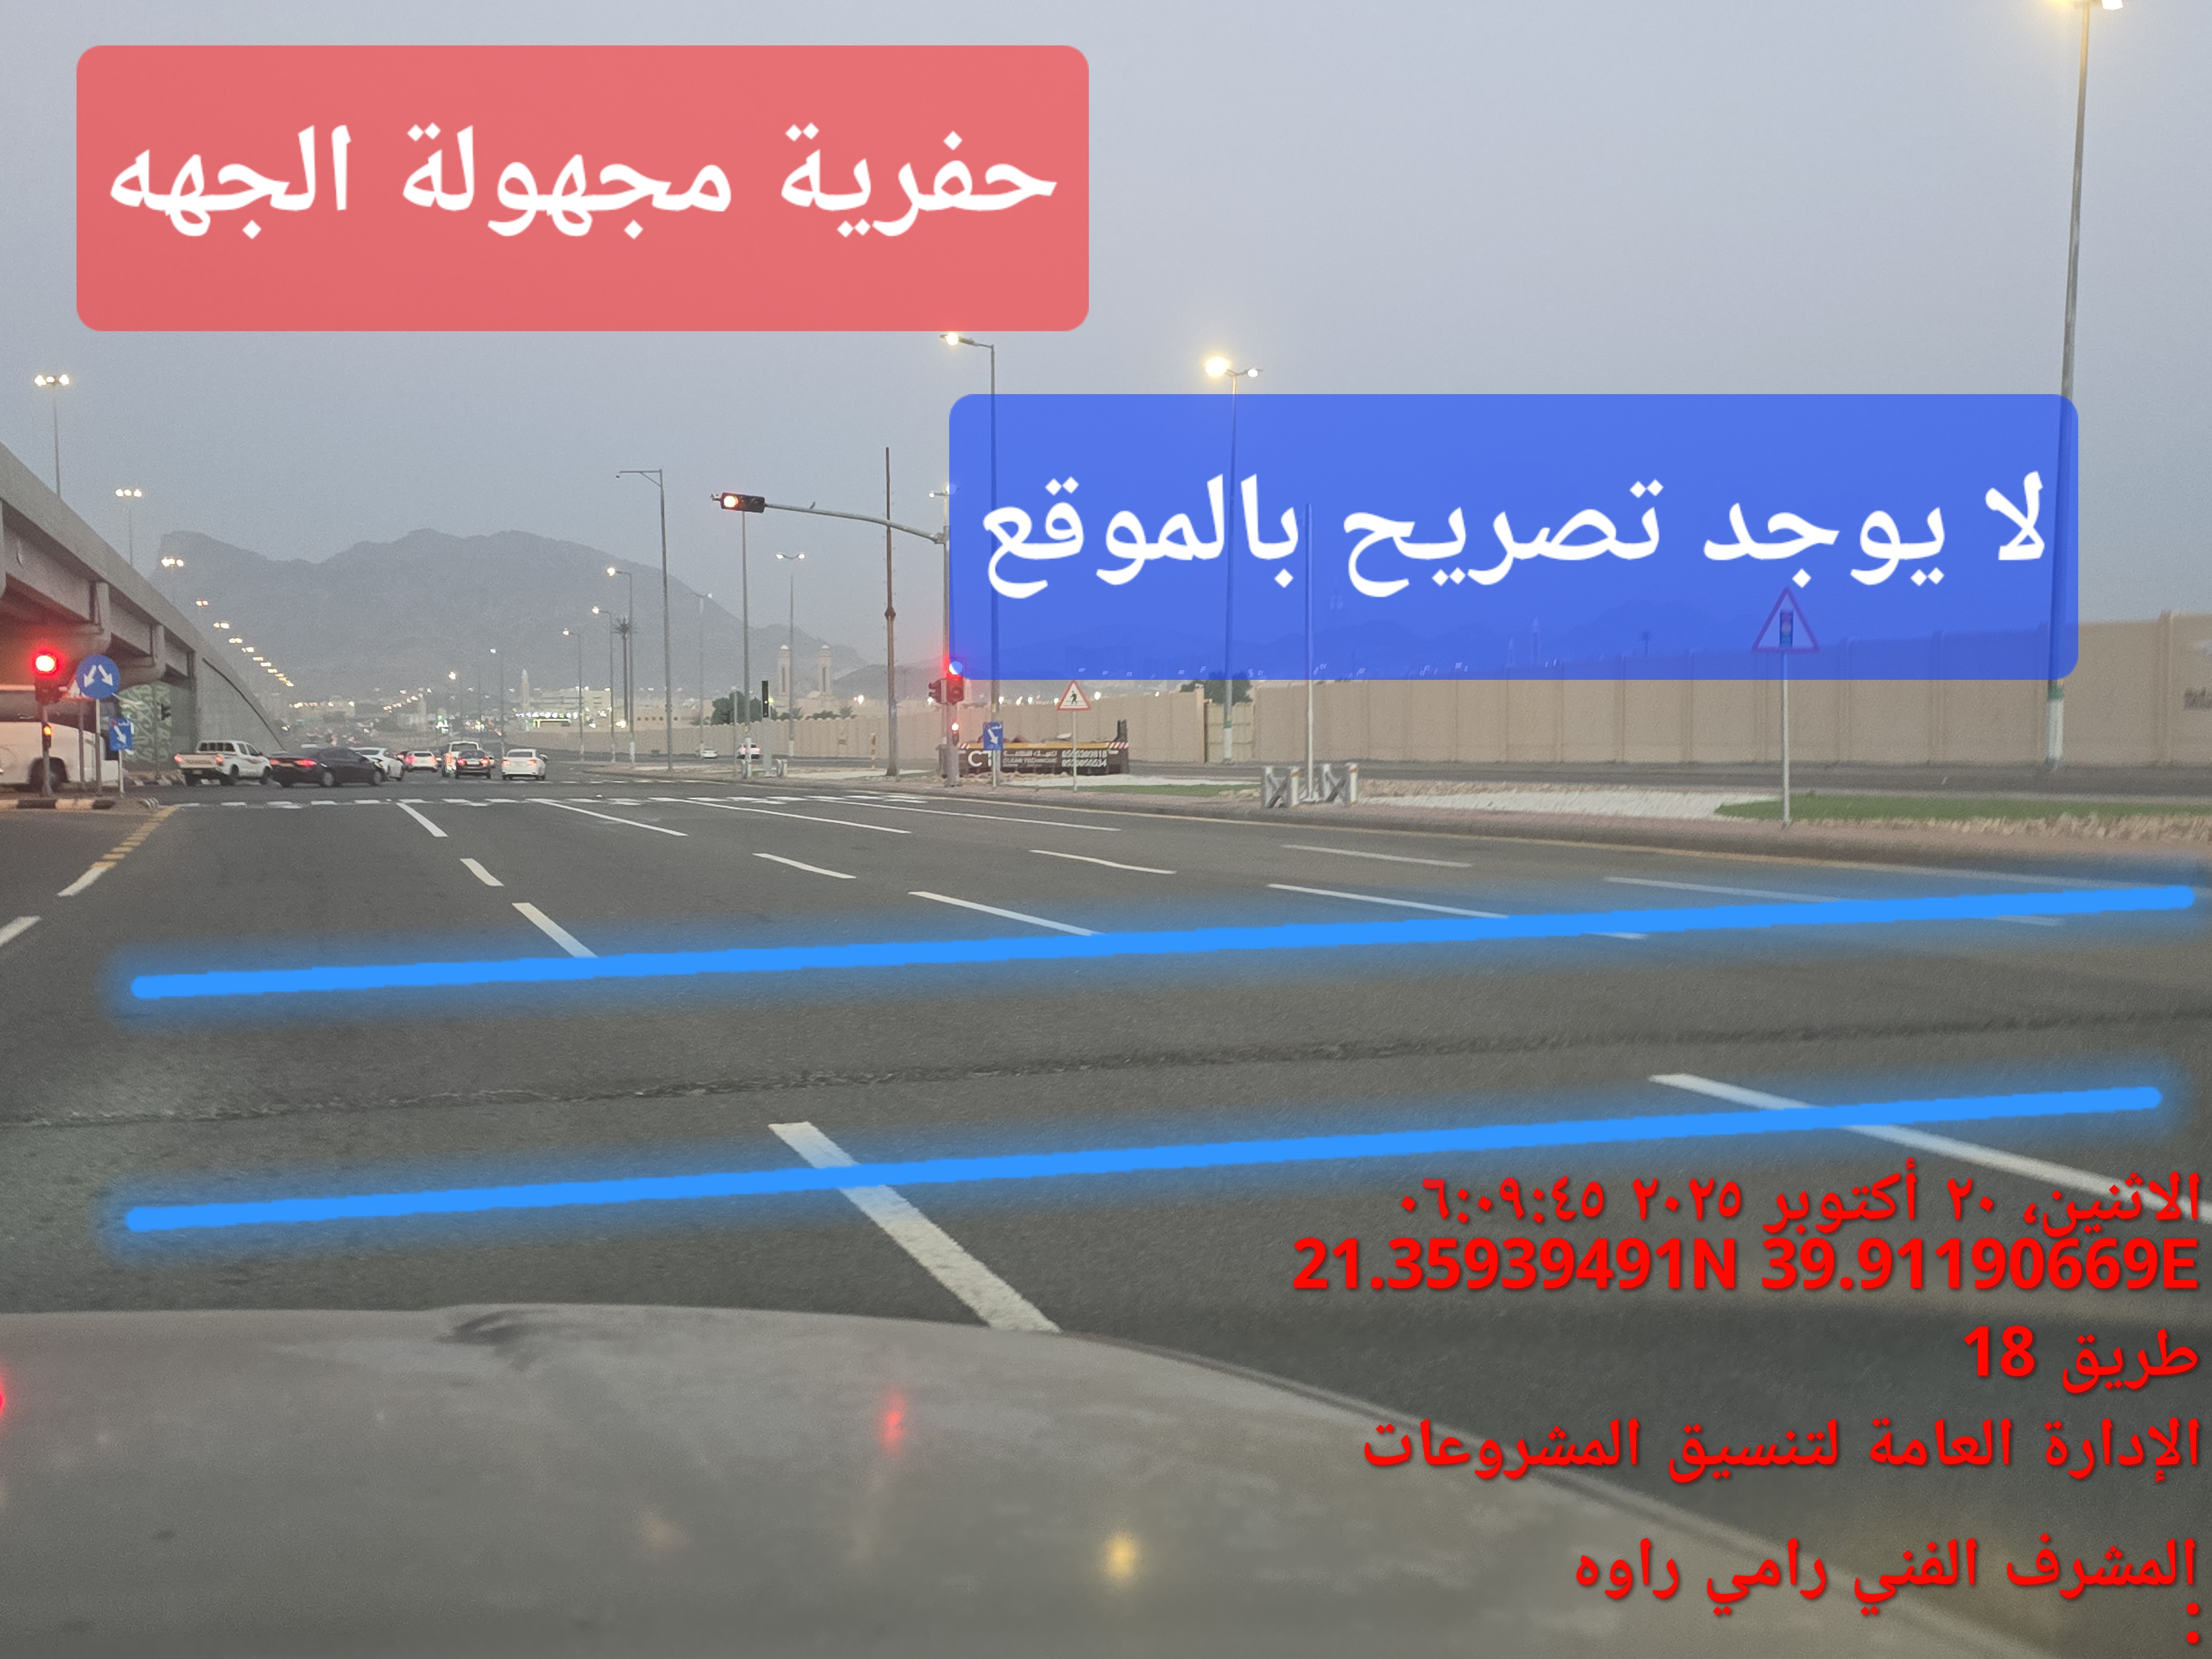 حفرية مجهولة الجهه
لا يوجد تصريح بالموقع
الاثنين، ٢٠ أكتوبر ٢٠٢٥ ٠٦:٠٩:٤٥
21.35939491N 39.91190669E
طريق 18
الإدارة العامة لتنسيق المشروعات
المشرف الفني رامي راوه
: